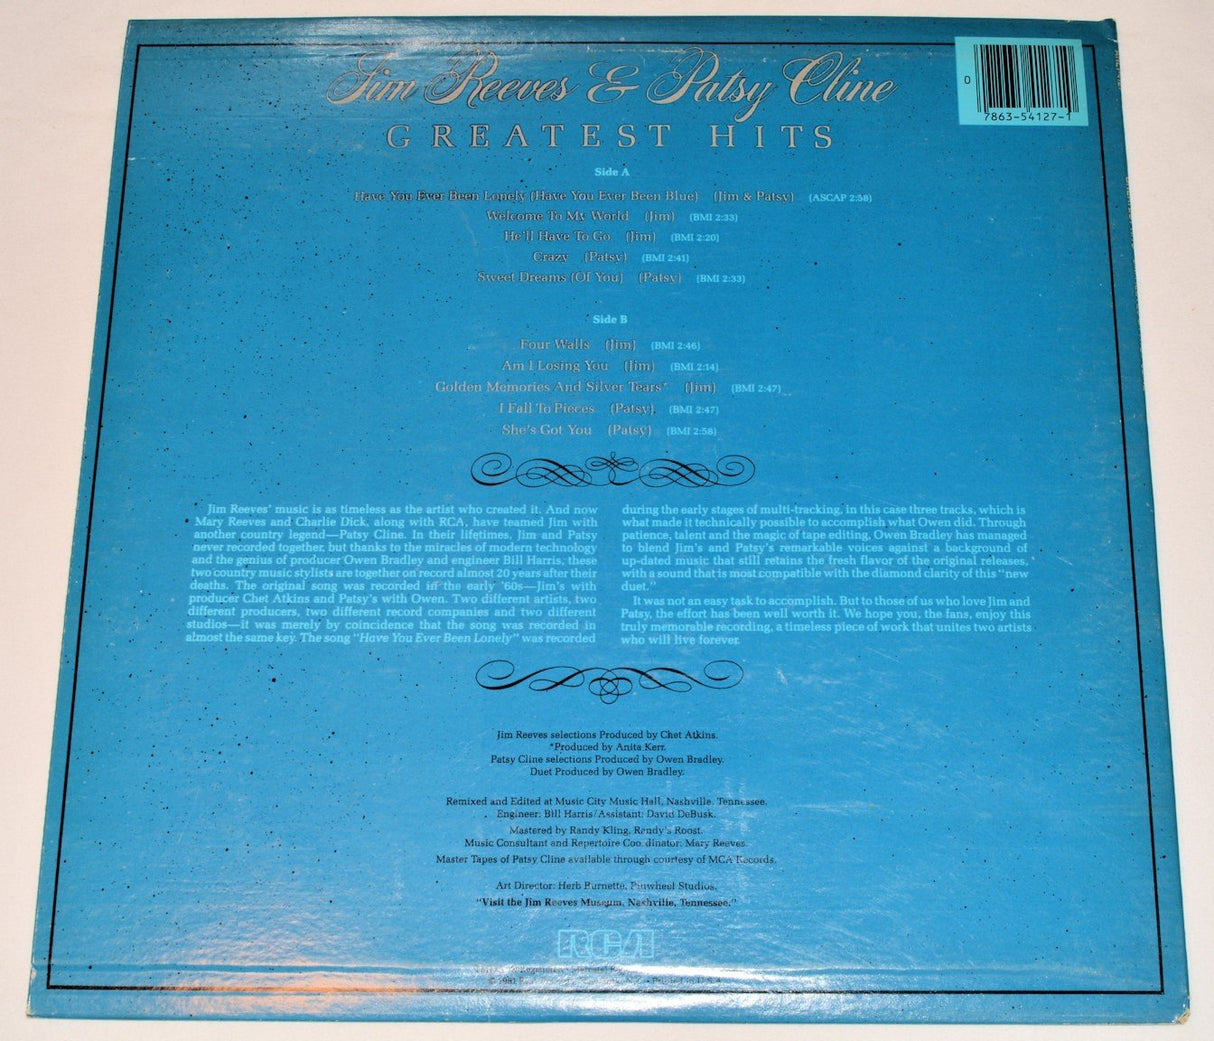 Jim Reeves & Patsy Cline
GREATEST HITS
0
7863-54127-1
Side A
Have You Ever Been Lonely (Have You Ever Been Blue) (Jim & Patsy) (ASCAP 2:58)
Welcome To My World (Jim) (BMI 2:33)
He'll Have To Go (Jim) (BMI 2:20)
Crazy (Patsy) (BMI 2:41)
Sweet Dreams (Of You) (Patsy) (BMI 2:33)
Side B
Four Walls (Jim) (BMI 2:46)
Am I Losing You (Jim) (BMI 2:14)
Golden Memories And Silver Tears* (Jim) (BMI 2:47)
I Fall To Pieces (Patsy) (BMI 2:47)
She's Got You (Patsy) (BMI 2:58)
Jim Reeves' music is as timeless as the artist who created it. And now
Mary Reeves and Charlie Dick, along with RCA, have teamed Jim with
another country legend—Patsy Cline. In their lifetimes, Jim and Patsy
never recorded together, but thanks to the miracles of modern technology
and the genius of producer Owen Bradley and engineer Bill Harris, these
two country music stylists are together on record almost 20 years after their
deaths. The original song was recorded in the early '60s—Jim's with
producer Chet Atkins and Patsy's with Owen. Two different artists, two
different producers, two different record companies and two different
studios—it was merely by coincidence that the song was recorded in
almost the same key. The song "Have You Ever Been Lonely" was recorded
during the early stages of multi-tracking, in this case three tracks, which is
what made it technically possible to accomplish what Owen did. Through
patience, talent and the magic of tape editing, Owen Bradley has managed
to blend Jim's and Patsy's remarkable voices against a background of
up-dated music that still retains the fresh flavor of the original releases,
with a sound that is most compatible with the diamond clarity of this "new
duet."
It was not an easy task to accomplish. But to those of us who love Jim and
Patsy, the effort has been well worth it. We hope you, the fans, enjoy this
truly memorable recording, a timeless piece of work that unites two artists
who will live forever.
Jim Reeves selections Produced by Chet Atkins.
*Produced by Anita Kerr.
Patsy Cline selections Produced by Owen Bradley.
Duet Produced by Owen Bradley.
Remixed and Edited at Music City Music Hall, Nashville, Tennessee.
Engineer: Bill Harris/Assistant: David DeBusk.
Mastered by Randy Kling, Randy's Roost.
Music Consultant and Repertoire Coordinator: Mary Reeves.
Master Tapes of Patsy Cline available through courtesy of MCA Records.
Art Director: Herb Burnette, Pinwheel Studios.
"Visit the Jim Reeves Museum, Nashville, Tennessee."
RCA
© 1981